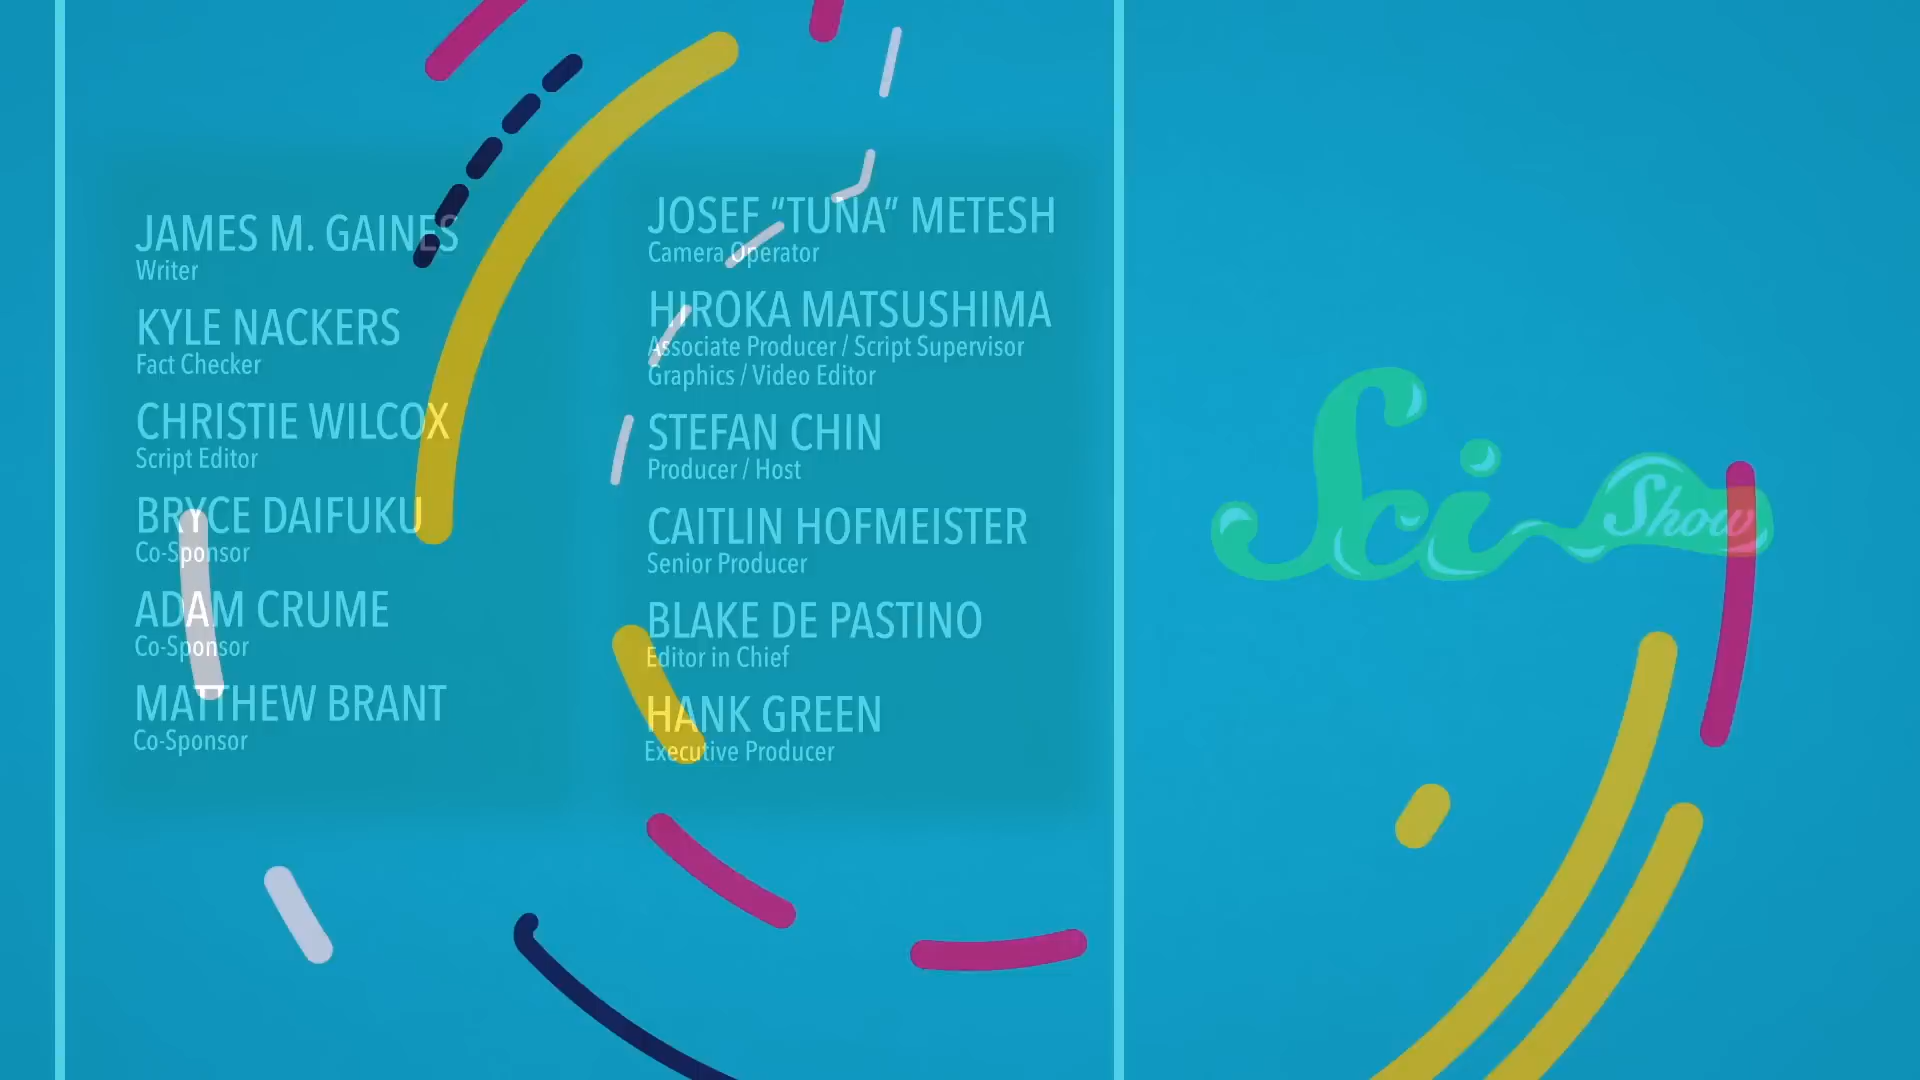 JAMES M. GAINES
Writer
KYLE NACKERS
Fact Checker
CHRISTIE WILCOX
Script Editor
BRYCE DAIFUKU
Co-Sponsor
ADAM CRUME
Co-Sponsor
MATTHEW BRANT
Co-Sponsor
JOSEF “TUNA” METESH
Camera Operator
HIROKA MATSUSHIMA
Associate Producer / Script Supervisor
Graphics / Video Editor
STEFAN CHIN
Producer / Host
CAITLIN HOFMEISTER
Senior Producer
BLAKE DE PASTINO
Editor in Chief
HANK GREEN
Executive Producer
Sci Show